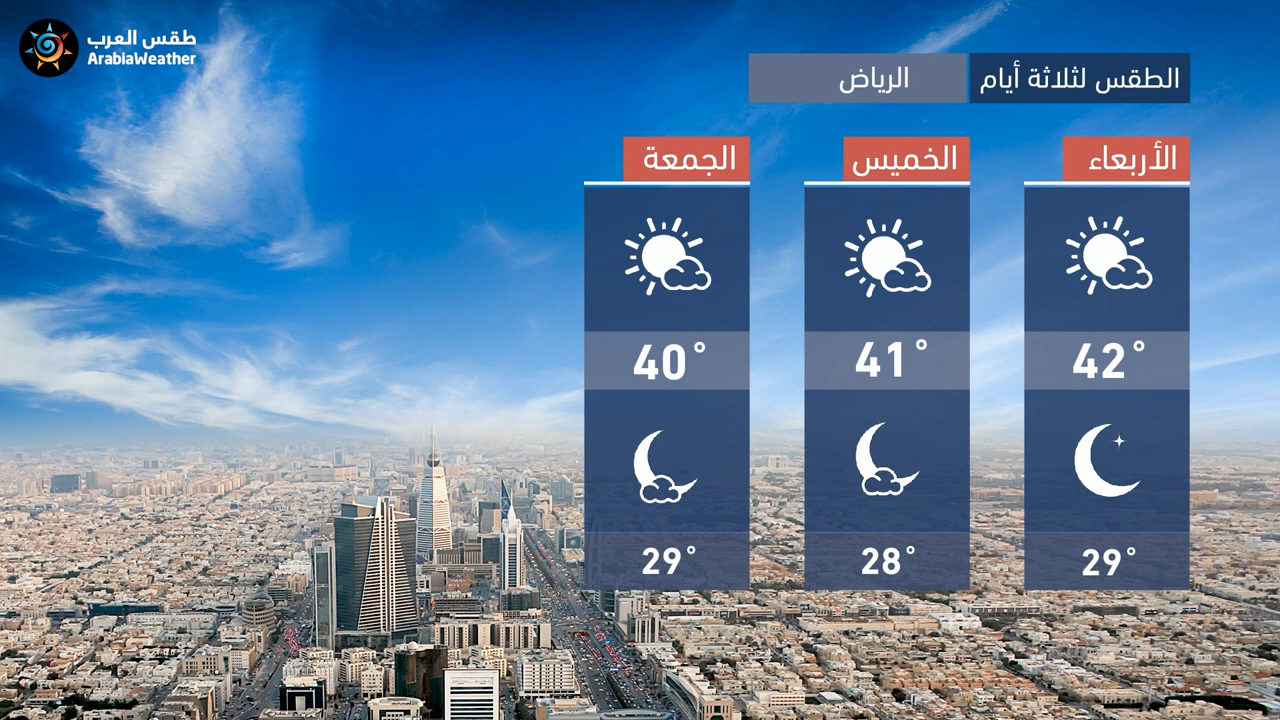 طقس العرب
ArabiaWeather
الطقس لثلاثة أيام
الرياض
الأربعاء
الخميس
الجمعة
42°
41°
40°
29°
28°
29°